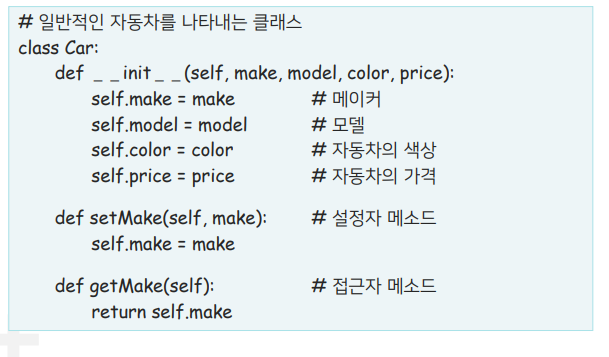 # 일반적인 자동차를 나타내는 클래스
class Car:
def _ _init_ _(self, make, model, color, price):
self.make = make # 메이커
self.model = model # 모델
self.color = color # 자동차의 색상
self.price = price # 자동차의 가격
def setMake(self, make): # 설정자 메소드
self.make = make
def getMake(self): # 접근자 메소드
return self.make